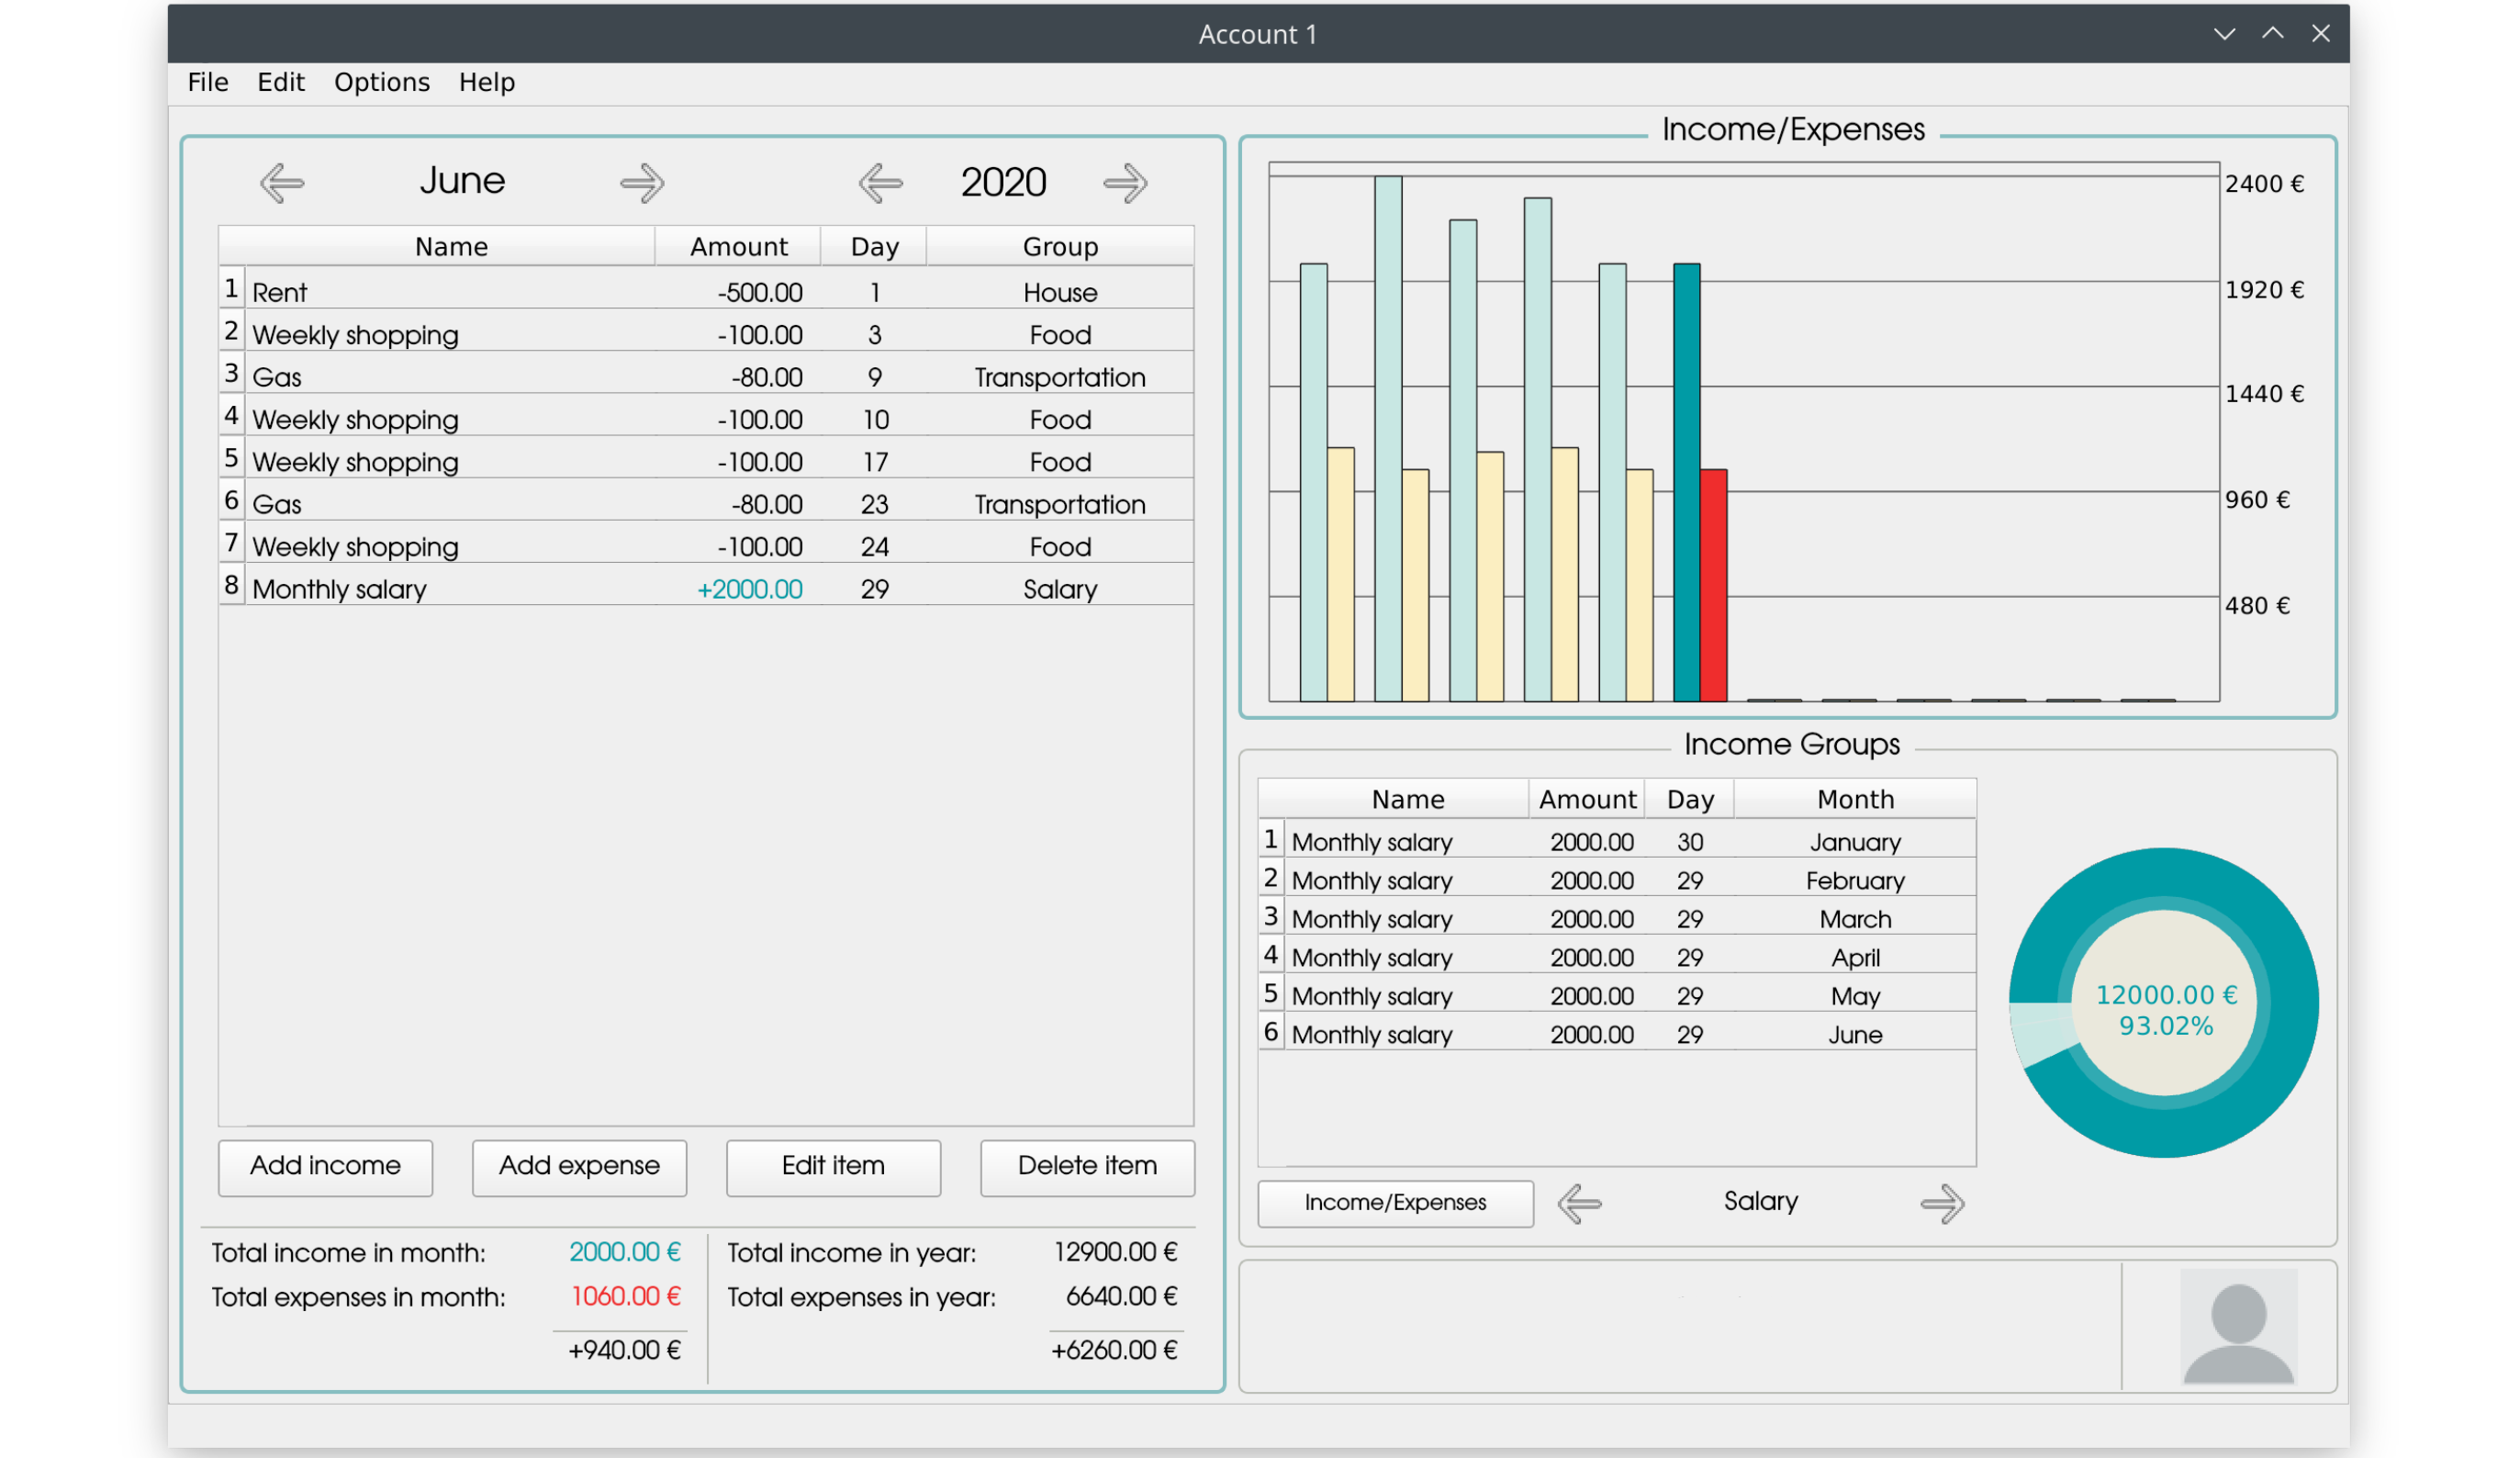 Account 1
File Edit Options Help
June 2020
Name Amount Day Group
1 Rent -500.00 1 House
2 Weekly shopping -100.00 3 Food
3 Gas -80.00 9 Transportation
4 Weekly shopping -100.00 10 Food
5 Weekly shopping -100.00 17 Food
6 Gas -80.00 23 Transportation
7 Weekly shopping -100.00 24 Food
8 Monthly salary +2000.00 29 Salary
Add income Add expense Edit item Delete item
Total income in month: 2000.00 € Total income in year: 12900.00 €
Total expenses in month: 1060.00 € Total expenses in year: 6640.00 €
+940.00 € +6260.00 €
Income/Expenses
2400 €
1920 €
1440 €
960 €
480 €
Income Groups
Name Amount Day Month
1 Monthly salary 2000.00 30 January
2 Monthly salary 2000.00 29 February
3 Monthly salary 2000.00 29 March
4 Monthly salary 2000.00 29 April
5 Monthly salary 2000.00 29 May
6 Monthly salary 2000.00 29 June
12000.00 €
93.02%
Income/Expenses Salary